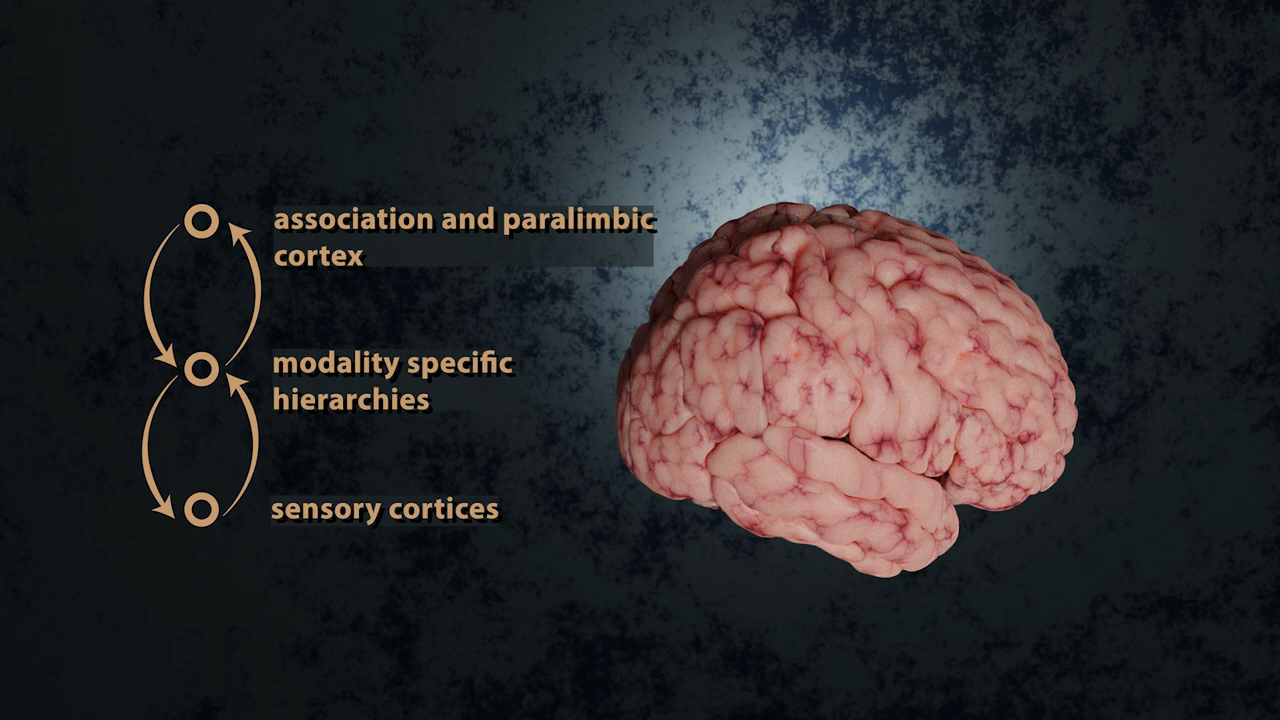 association and paralimbic
cortex
modality specific
hierarchies
sensory cortices